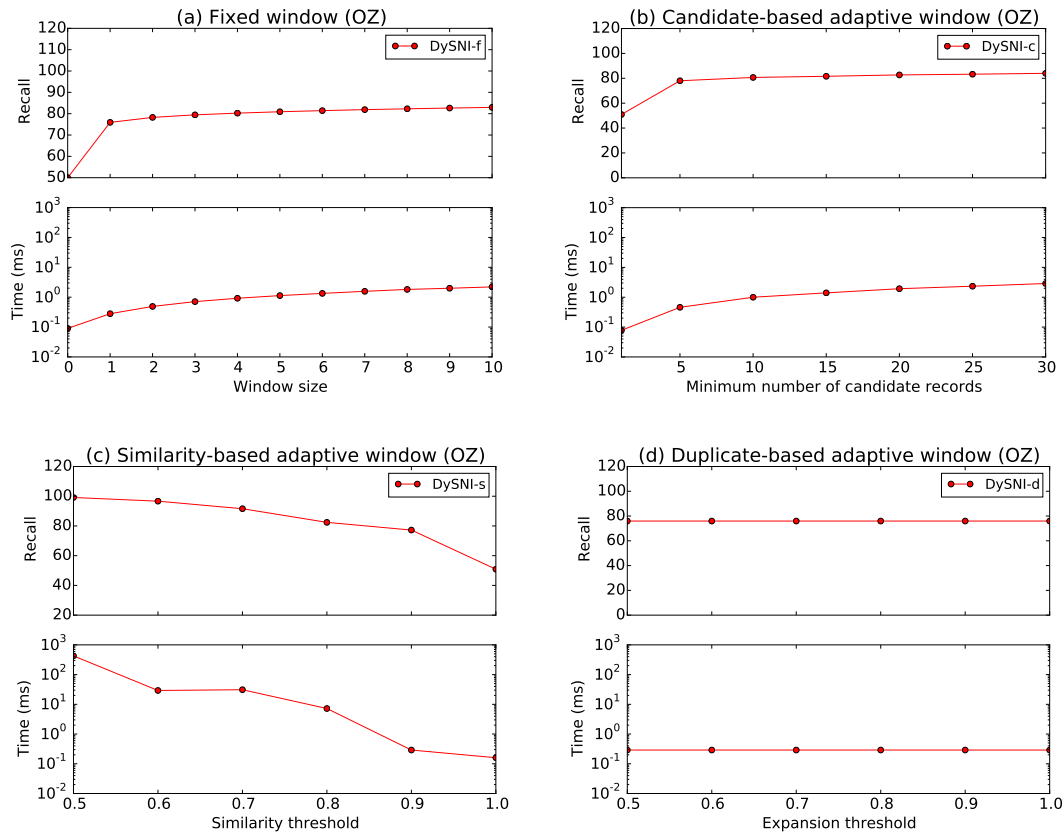 (a) Fixed window (OZ)
120
110
100
90
80
70
60
50
Recall
DySNI-f
10^3
10^2
10^1
10^0
10^-1
10^-2
Time (ms)
0 1 2 3 4 5 6 7 8 9 10
Window size
(b) Candidate-based adaptive window (OZ)
120
100
80
60
40
20
0
Recall
DySNI-c
10^3
10^2
10^1
10^0
10^-1
10^-2
Time (ms)
5 10 15 20 25 30
Minimum number of candidate records
(c) Similarity-based adaptive window (OZ)
120
100
80
60
40
20
Recall
DySNI-s
10^3
10^2
10^1
10^0
10^-1
10^-2
Time (ms)
0.5 0.6 0.7 0.8 0.9 1.0
Similarity threshold
(d) Duplicate-based adaptive window (OZ)
120
100
80
60
40
20
0
Recall
DySNI-d
10^3
10^2
10^1
10^0
10^-1
10^-2
Time (ms)
0.5 0.6 0.7 0.8 0.9 1.0
Expansion threshold